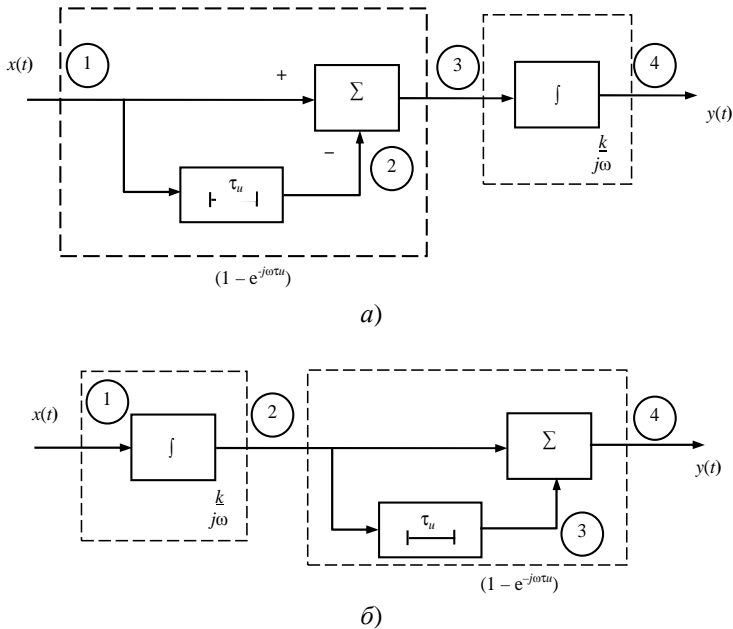 x(t)
1
+
Σ
3
∫
4
y(t)
k
jω
–
2
τu
(1 – e-jωτu)
а)
x(t)
1
∫
2
k
jω
Σ
4
y(t)
τu
3
(1 – e–jωτu)
б)